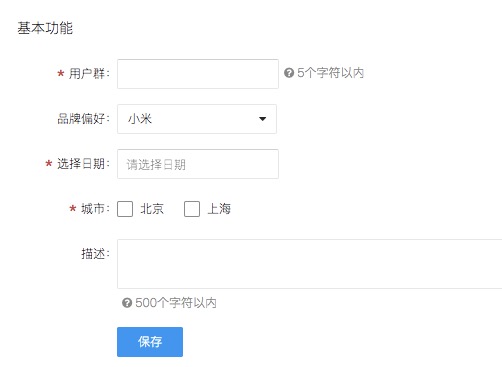 基本功能
* 用户群: 5个字符以内
品牌偏好: 小米
* 选择日期: 请选择日期
* 城市: 北京 上海
描述:
500个字符以内
保存